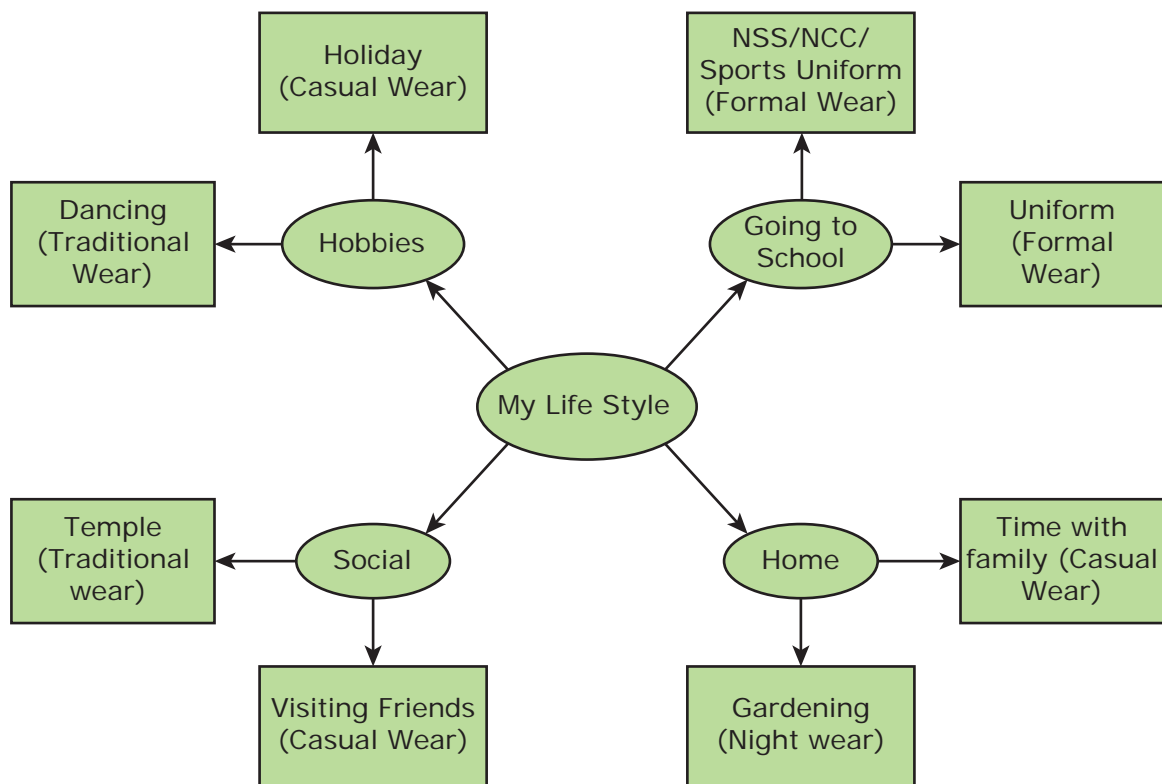 Holiday
(Casual Wear)
NSS/NCC/
Sports Uniform
(Formal Wear)
Dancing
(Traditional
Wear)
Hobbies
Going to
School
Uniform
(Formal
Wear)
My Life Style
Temple
(Traditional
wear)
Social
Home
Time with
family (Casual
Wear)
Visiting Friends
(Casual Wear)
Gardening
(Night wear)